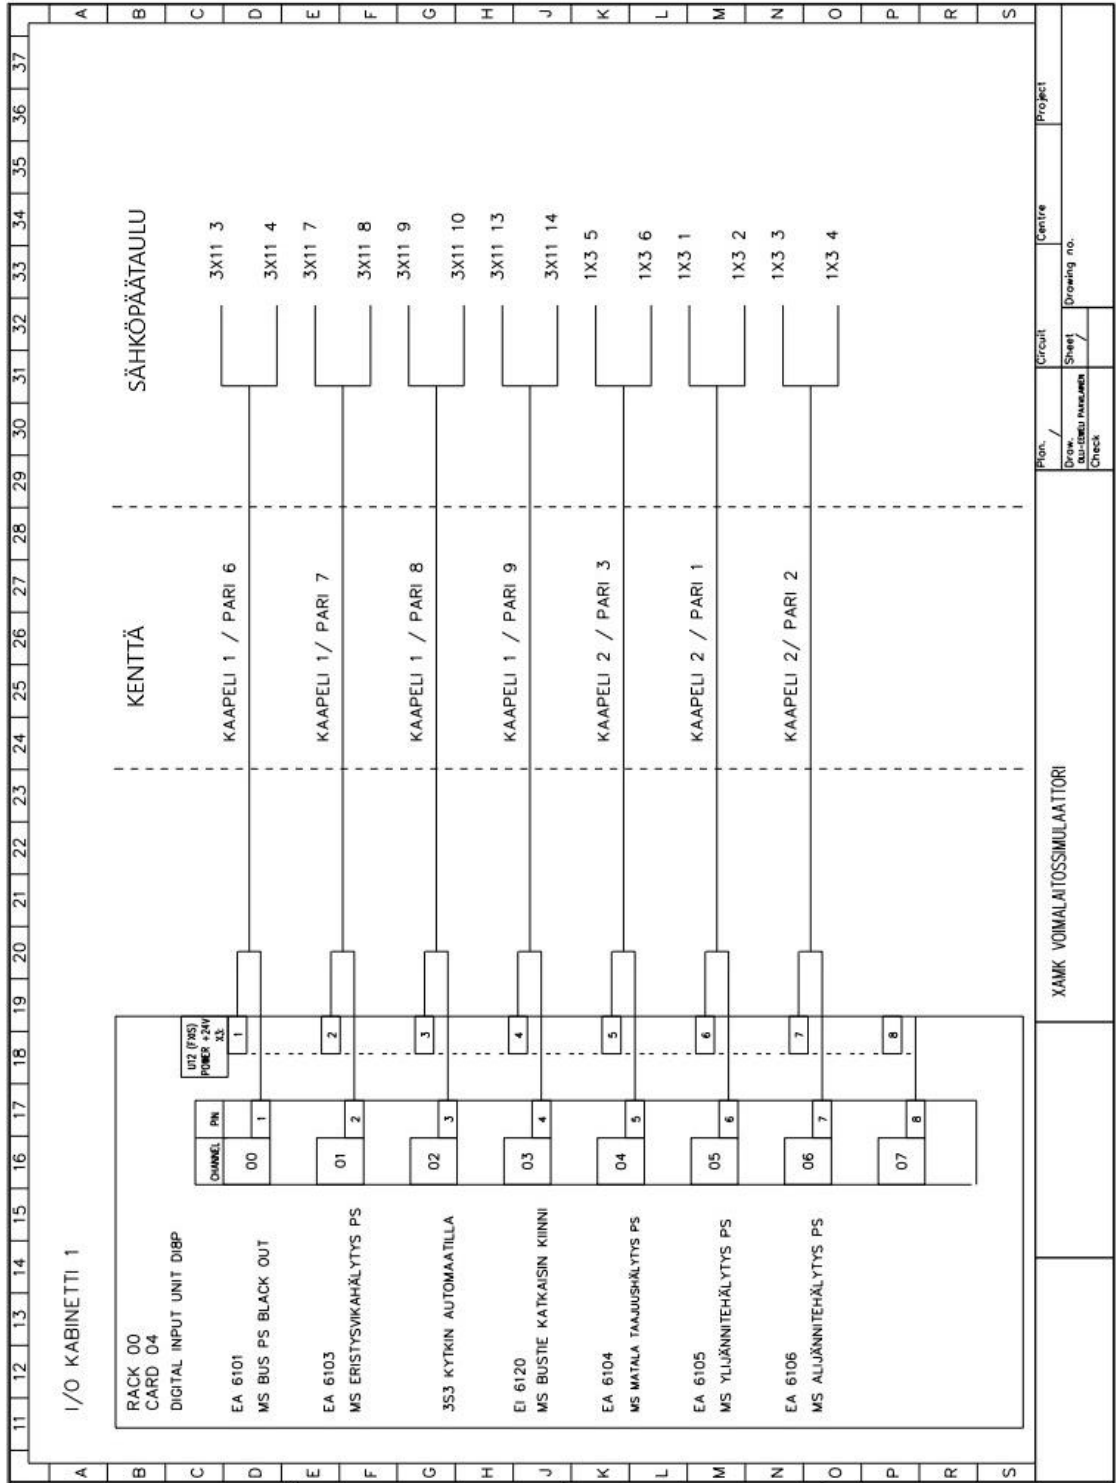 11 12 13 14 15 16 17 18 19 20 21 22 23 24 25 26 27 28 29 30 31 32 33 34 35 36 37
A A
B B
C C
D D
E E
F F
G G
H H
J J
K K
L L
M M
N N
O O
P P
R R
S S
I/O KABINETTI 1
RACK 00
CARD 04
DIGITAL INPUT UNIT DI8P
KENTTÄ
SÄHKÖPÄÄTAULU
CHANNEL PIN
U12 (FXIS)
POWER +24V
X3:
EA 6101
MS BUS PS BLACK OUT
00 1 1
KAAPELI 1 / PARI 6
3X11 3
3X11 4
EA 6103
MS ERISTYSVIKAHÄLYTYS PS
01 2 2
KAAPELI 1/ PARI 7
3X11 7
3X11 8
3S3 KYTKIN AUTOMAATILLA
02 3 3
KAAPELI 1 / PARI 8
3X11 9
3X11 10
EI 6120
MS BUSTIE KATKAISIN KIINNI
03 4 4
KAAPELI 1 / PARI 9
3X11 13
3X11 14
EA 6104
MS MATALA TAAJUUSHÄLYTYS PS
04 5 5
KAAPELI 2 / PARI 3
1X3 5
1X3 6
EA 6105
MS YLIJÄNNITEHÄLYTYS PS
05 6 6
KAAPELI 2 / PARI 1
1X3 1
1X3 2
EA 6106
MS ALIJÄNNITEHÄLYTYS PS
06 7 7
KAAPELI 2/ PARI 2
1X3 3
1X3 4
07 8 8
XAMK VOIMALAITOSSIMULAATTORI
Plan. /
Circuit
Centre
Project
Draw.
Sheet /
Drawing no.
Check